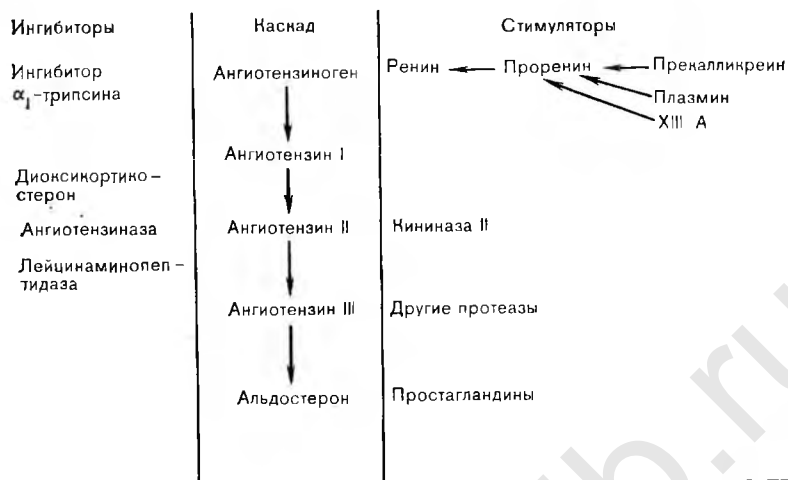 Ингибиторы Каскад Стимуляторы
Ингибитор Ангиотензиноген Ренин Проренин Прекалликреин
α₁-трипсина Плазмин
XIII А
Ангиотензин I
Диоксикортико-
стерон
Ангиотензиназа Ангиотензин II Кининаза II
Лейцинаминопеп-
тидаза
Ангиотензин III Другие протеазы
Альдостерон Простагландины